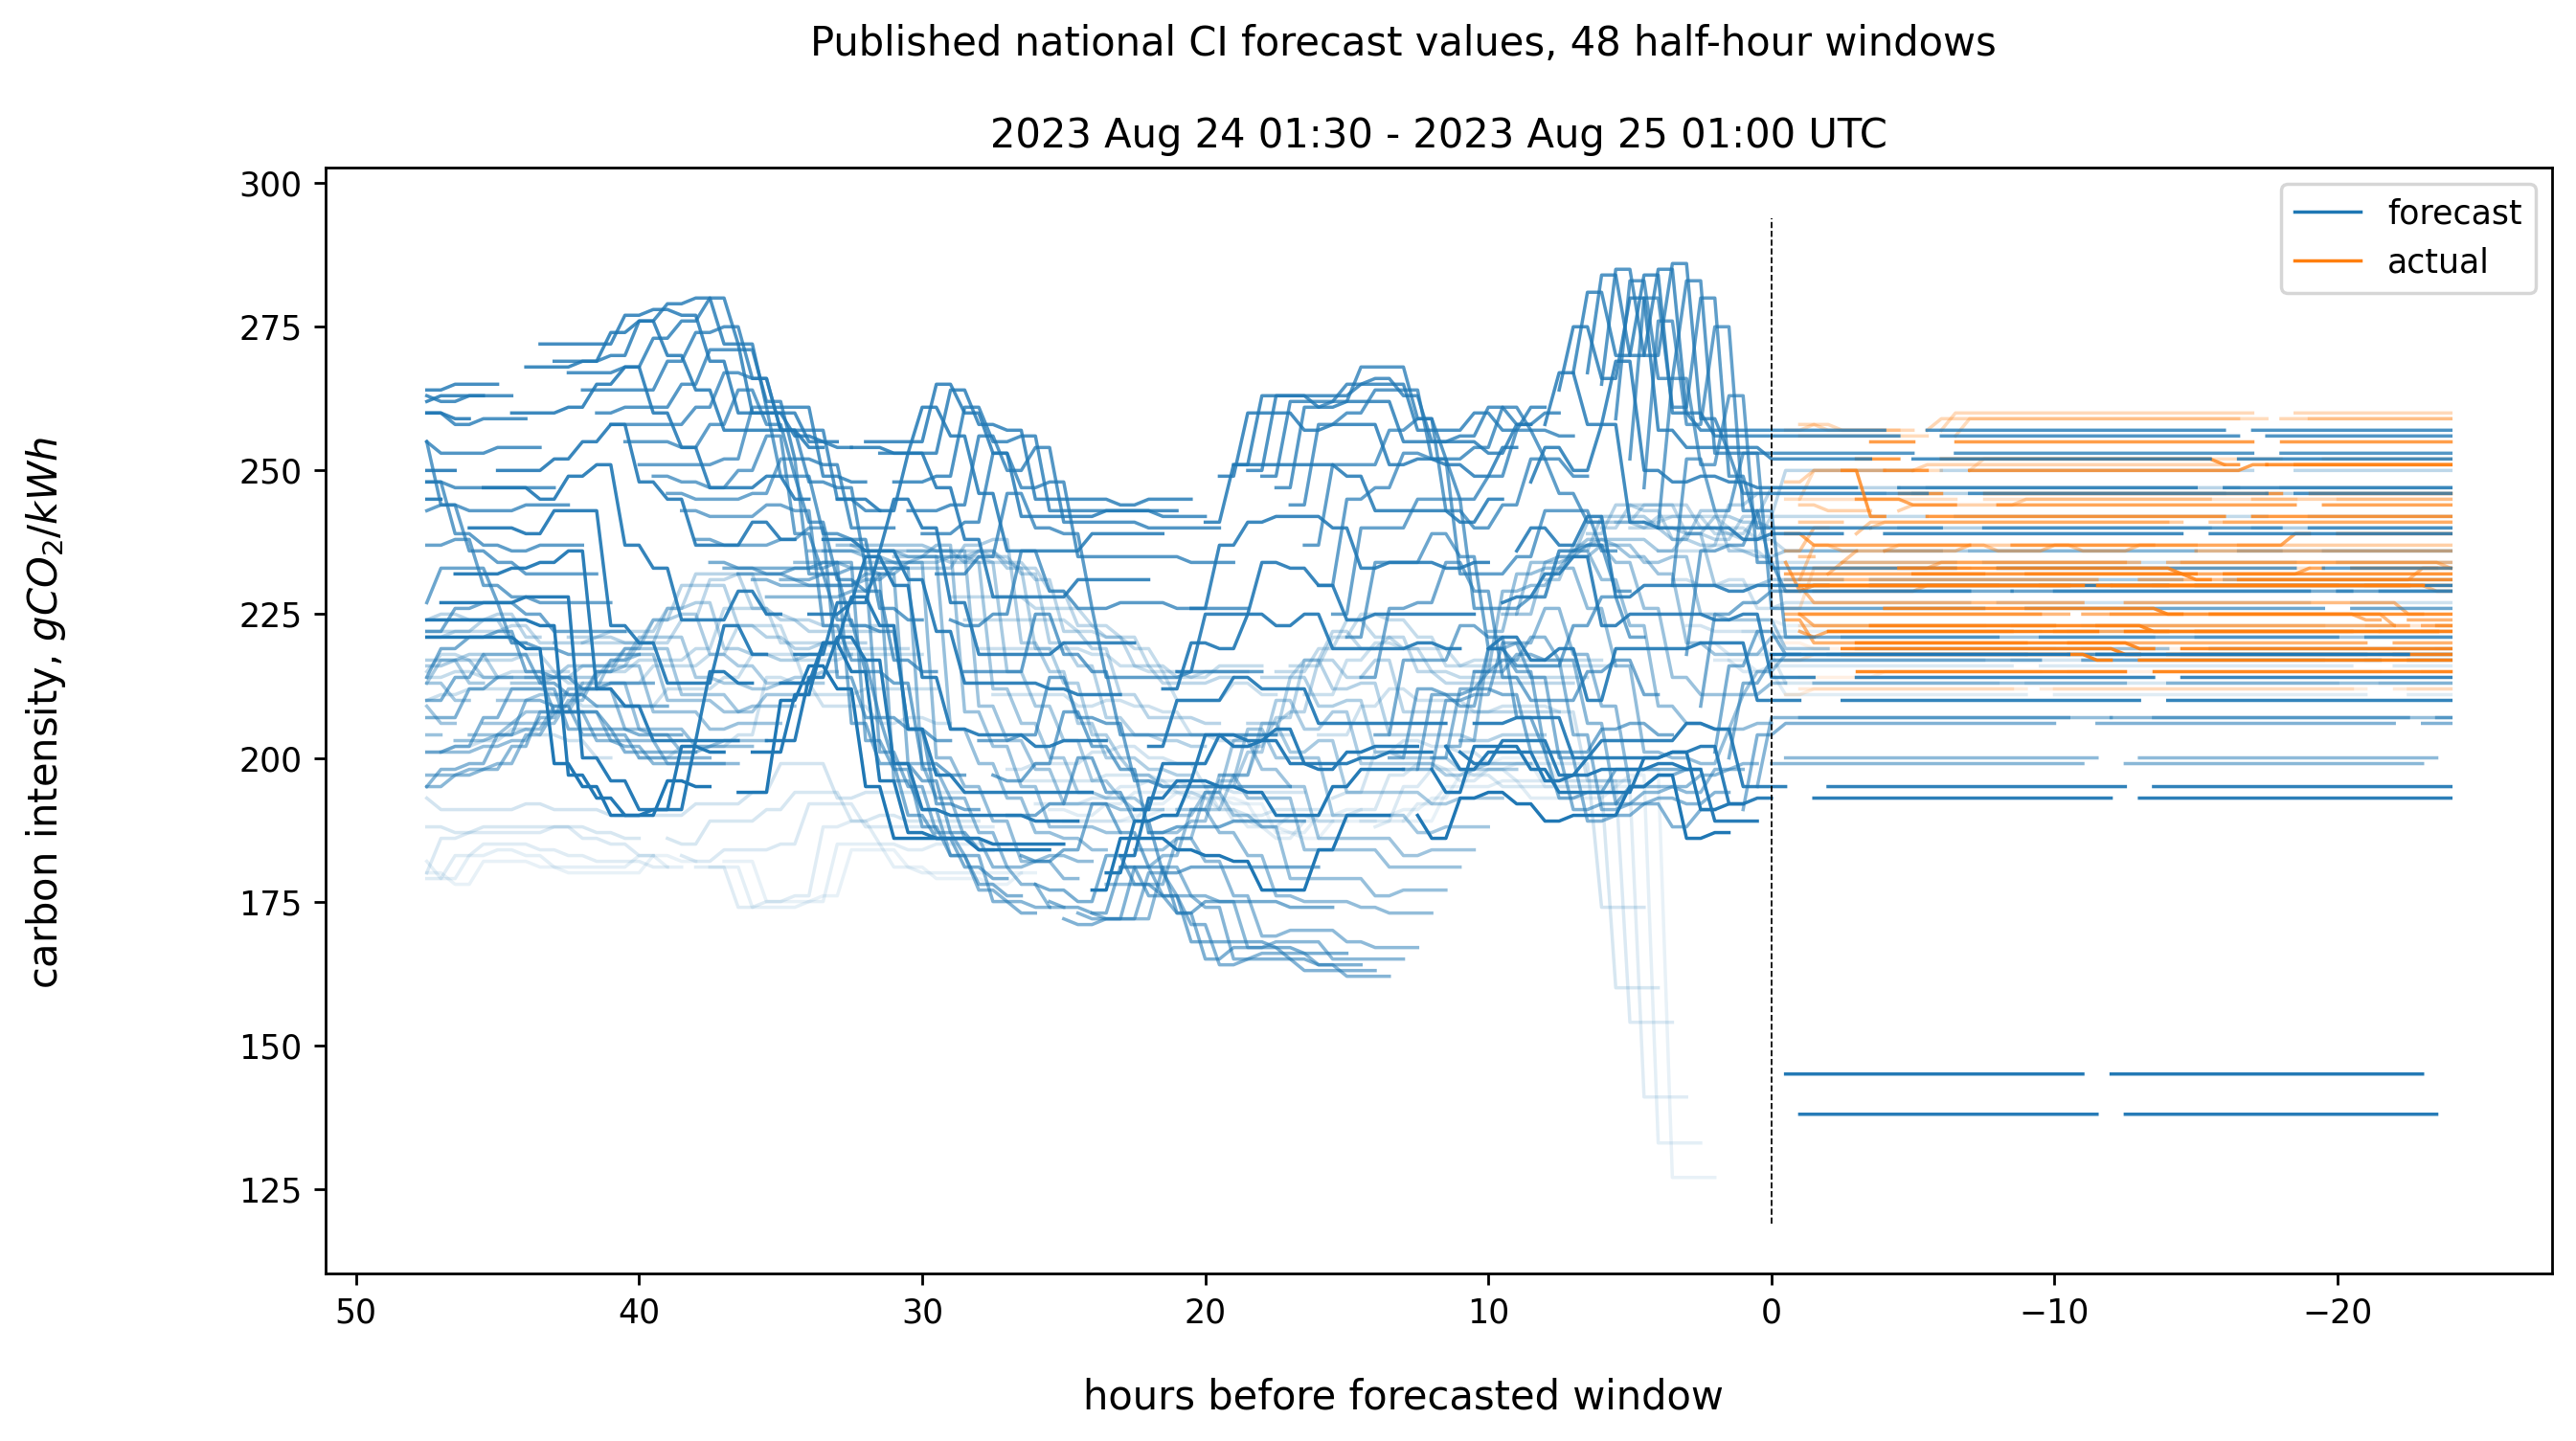 Published national CI forecast values, 48 half-hour windows
2023 Aug 24 01:30 - 2023 Aug 25 01:00 UTC
300
275
250
225
200
175
150
125
carbon intensity, gCO₂/kWh
forecast
actual
50 40 30 20 10 0 −10 −20
hours before forecasted window